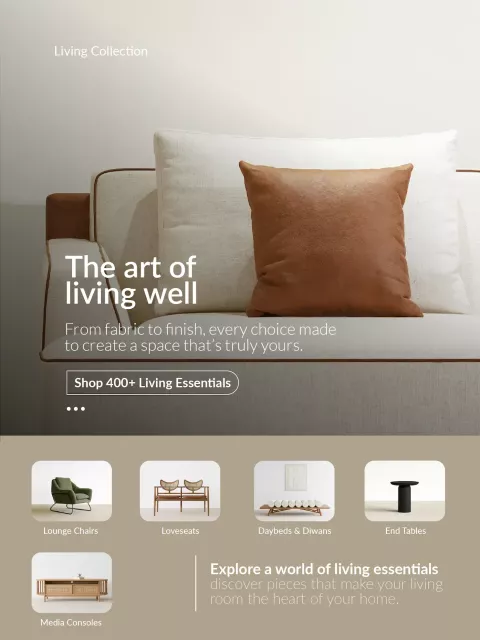 Living Collection
The art of
living well
From fabric to finish, every choice made
to create a space that's truly yours.
Shop 400+ Living Essentials
Lounge Chairs
Loveseats
Daybeds & Diwans
End Tables
Media Consoles
Explore a world of living essentials
discover pieces that make your living
room the heart of your home.